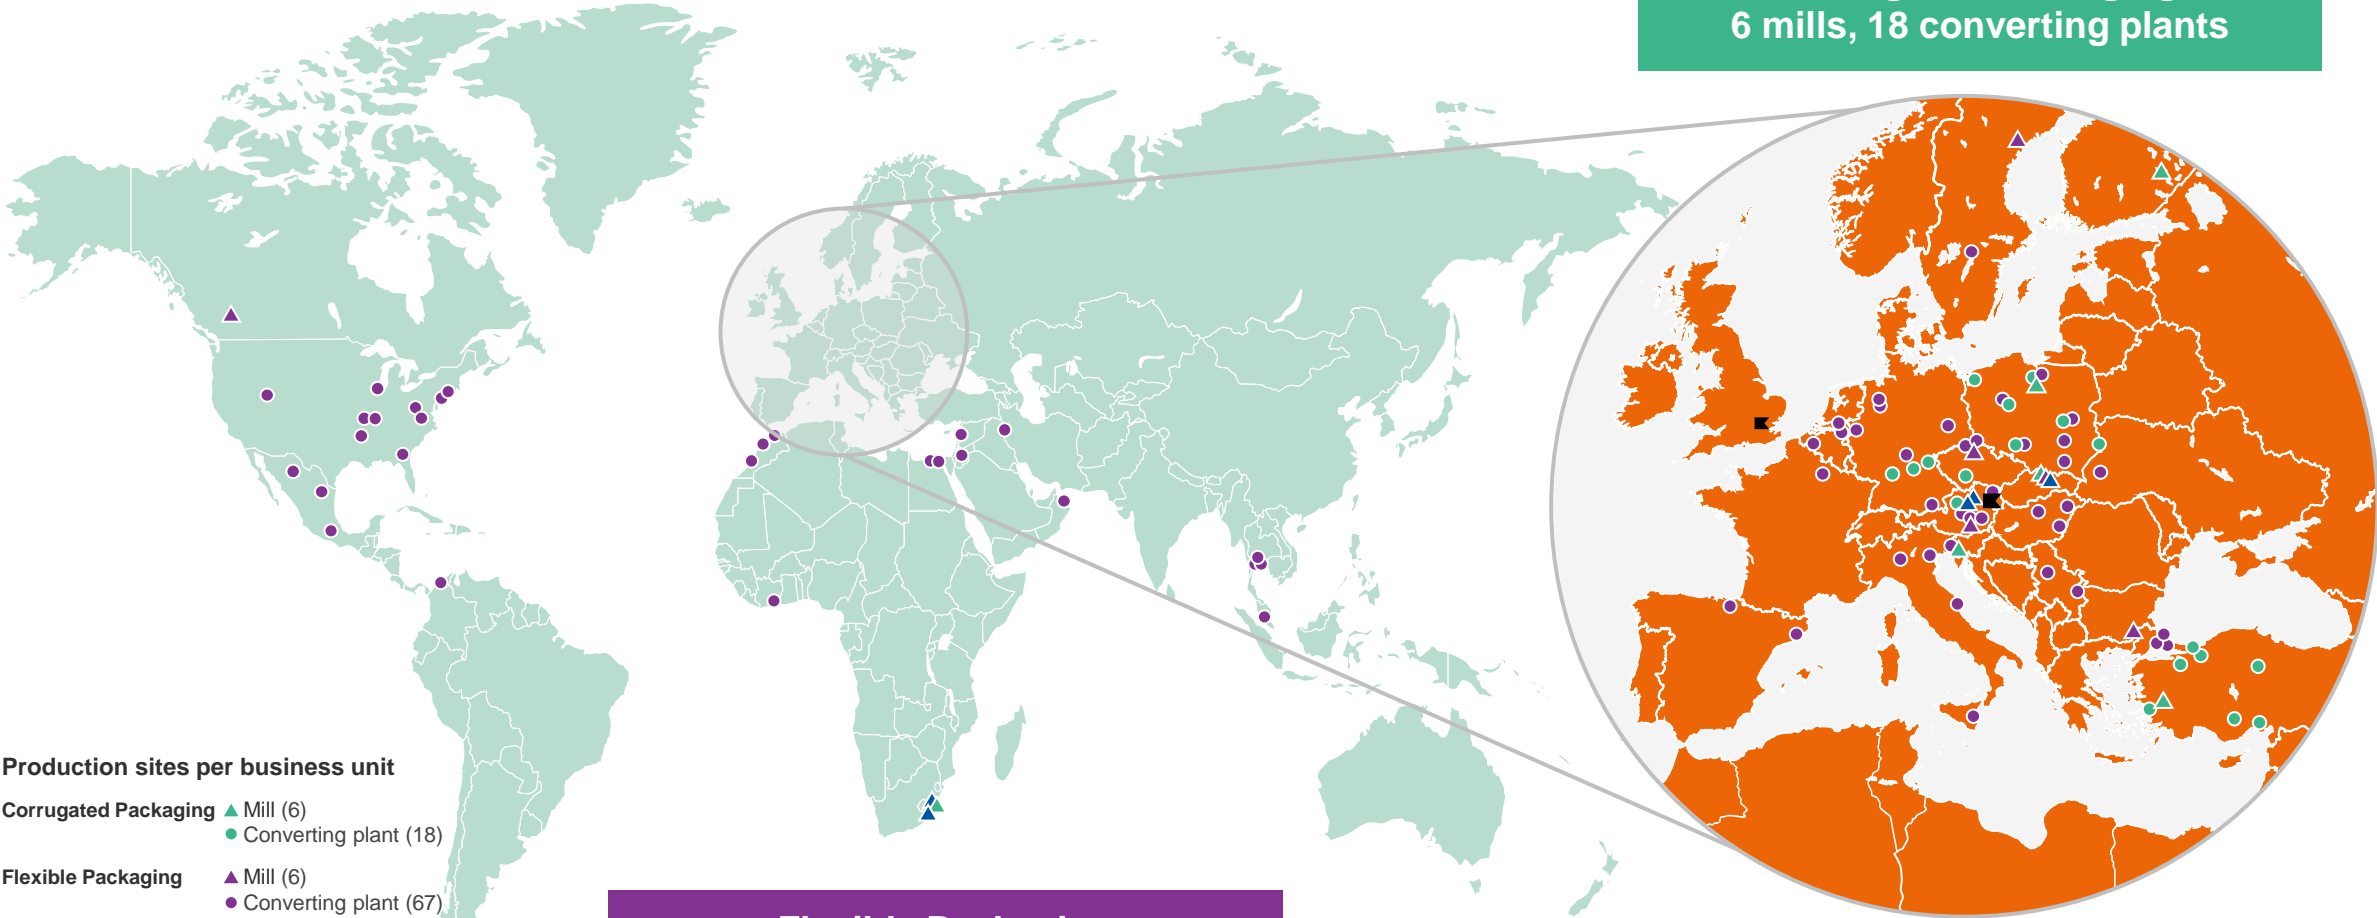 6 mills, 18 converting plants
Production sites per business unit
Corrugated Packaging
Mill (6)
Converting plant (18)
Flexible Packaging
Mill (6)
Converting plant (67)